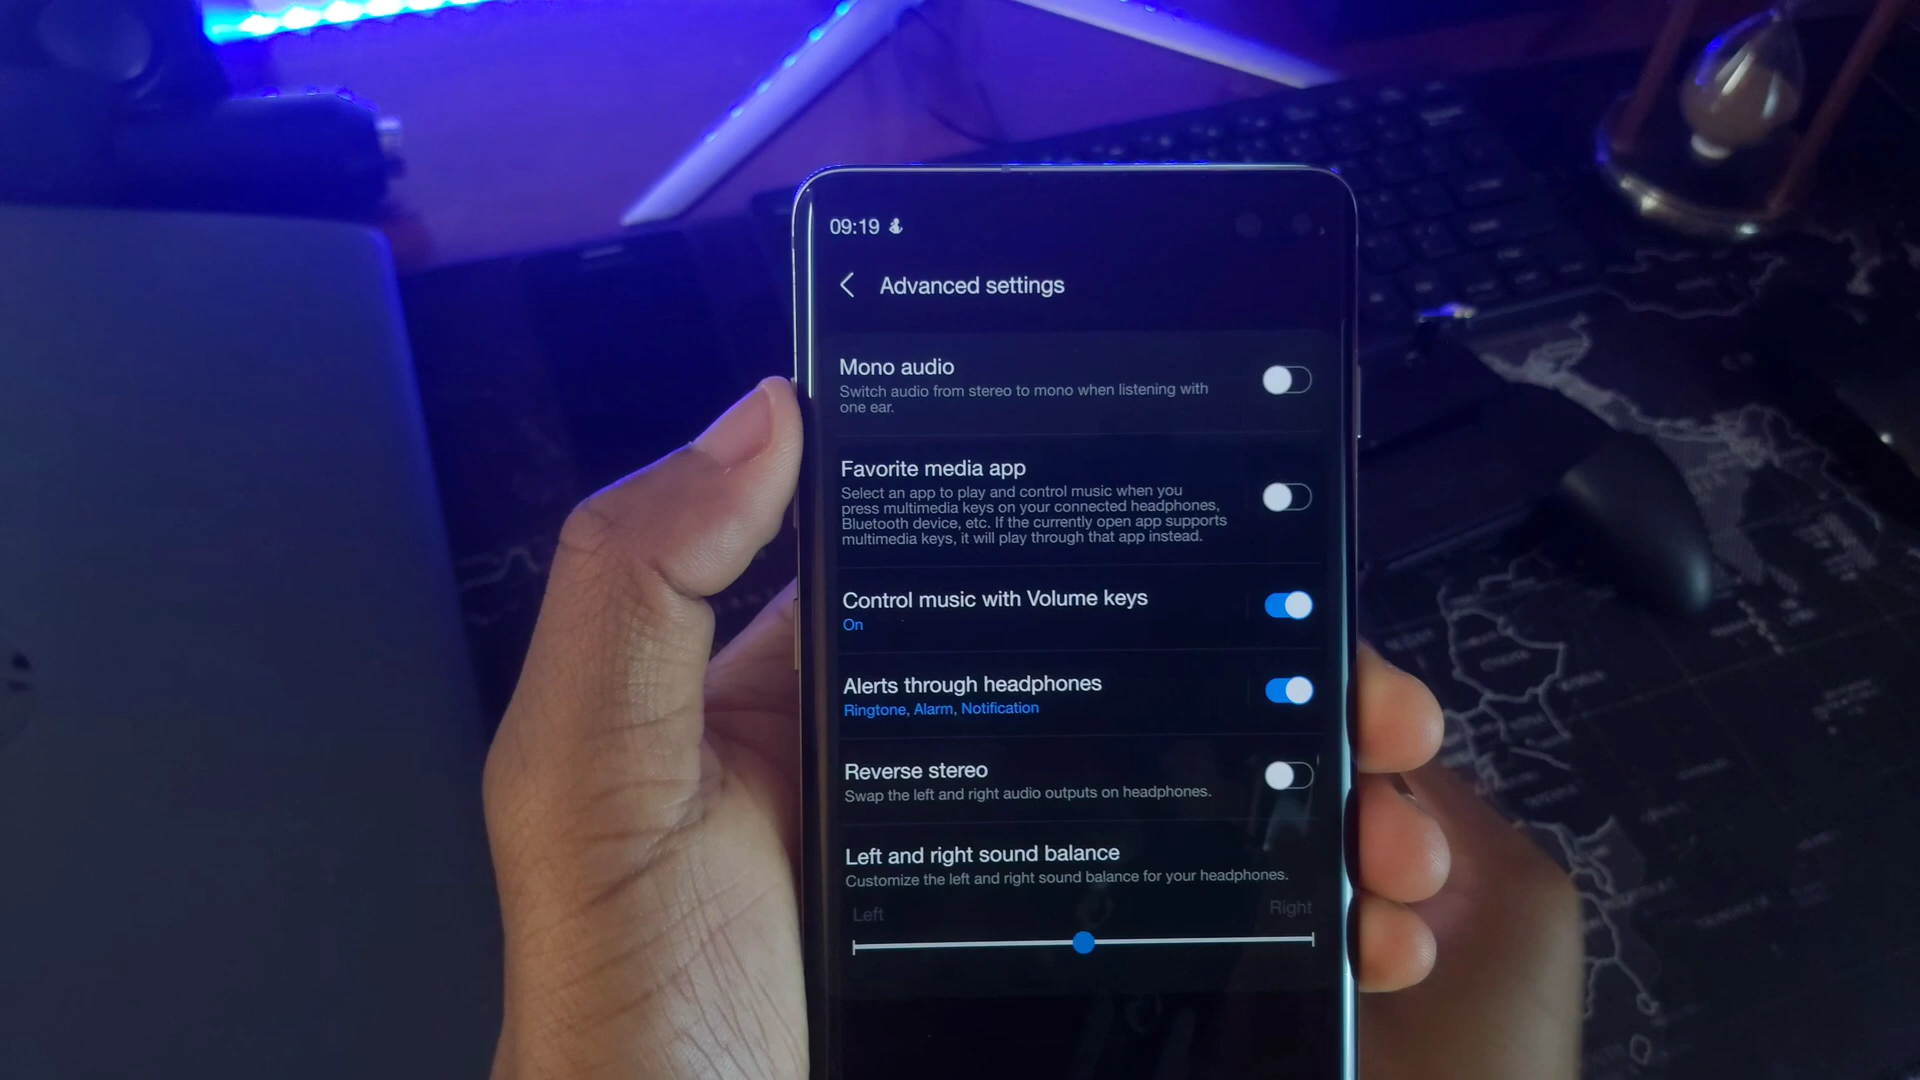 09:19
Advanced settings
Mono audio
Switch audio from stereo to mono when listening with
one ear.
Favorite media app
Select an app to play and control music when you
press multimedia keys on your connected headphones,
Bluetooth device, etc. If the currently open app supports
multimedia keys, it will play through that app instead.
Control music with Volume keys
On
Alerts through headphones
Ringtone, Alarm, Notification
Reverse stereo
Swap the left and right audio outputs on headphones.
Left and right sound balance
Customize the left and right sound balance for your headphones.
Left
Right